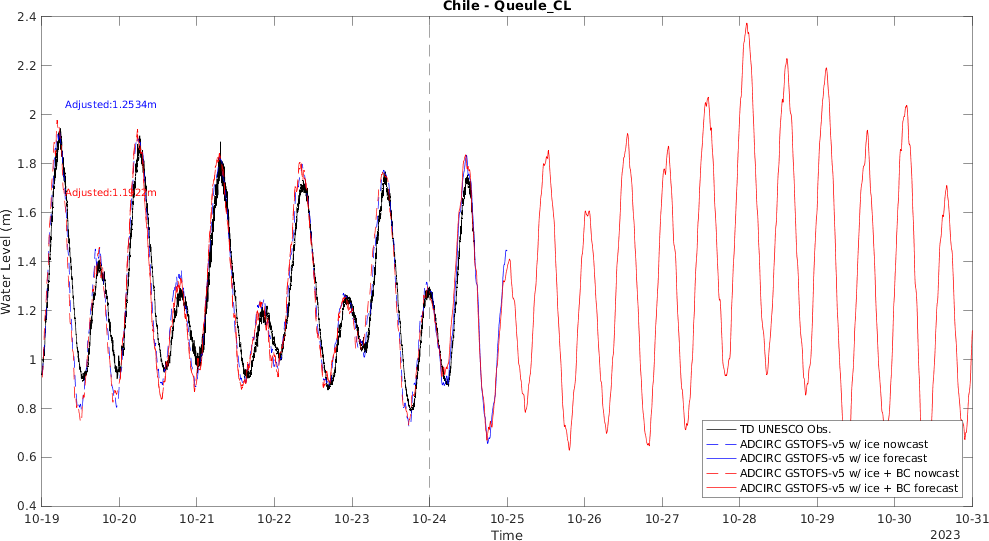 Chile - Queule_CL
2.4
2.2
2
1.8
1.6
1.4
1.2
1
0.8
0.6
0.4
Water Level (m)
Adjusted:1.2534m
Adjusted:1.1922m
TD UNESCO Obs.
ADCIRC GSTOFS-v5 w/ ice nowcast
ADCIRC GSTOFS-v5 w/ ice forecast
ADCIRC GSTOFS-v5 w/ ice + BC nowcast
ADCIRC GSTOFS-v5 w/ ice + BC forecast
10-19 10-20 10-21 10-22 10-23 10-24 10-25 10-26 10-27 10-28 10-29 10-30 10-31
Time
2023